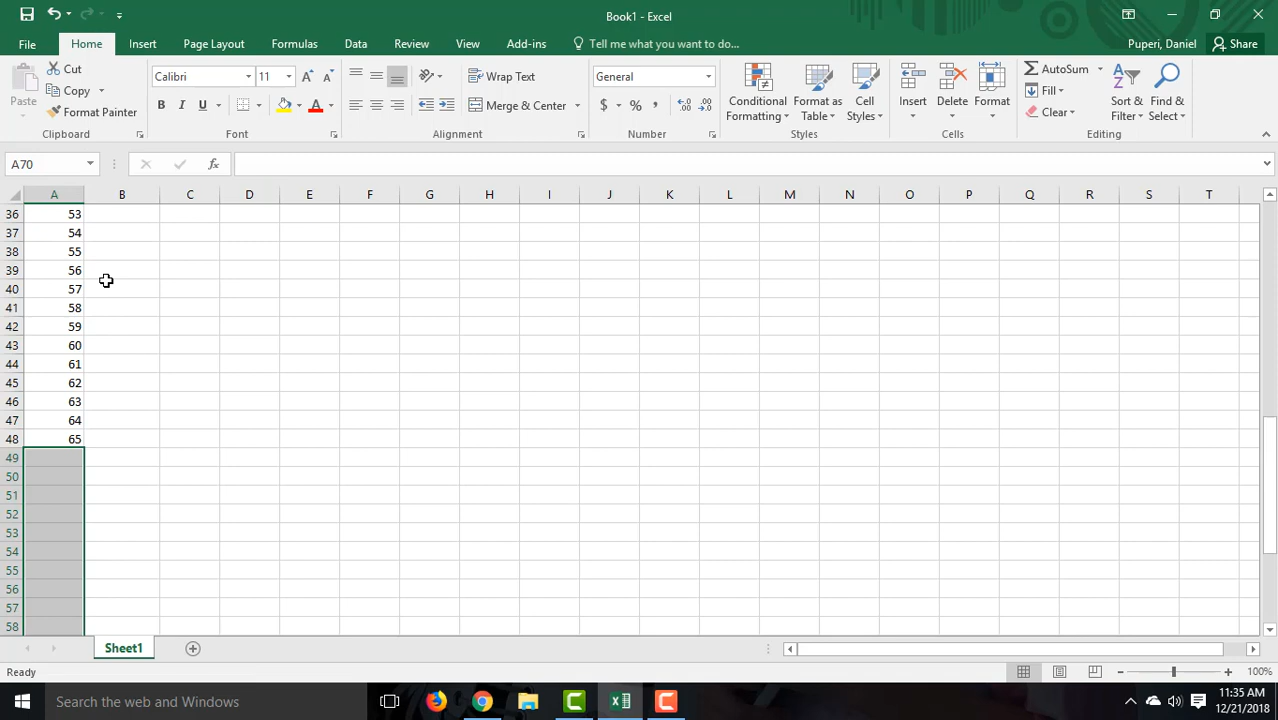 Book1 - Excel
File Home Insert Page Layout Formulas Data Review View Add-ins Tell me what you want to do... Puperi, Daniel Share
Paste
Cut
Copy
Format Painter
Clipboard
Calibri 11
B I U
Font
Wrap Text
Merge & Center
Alignment
General
$ % ,
Number
Conditional Formatting
Format as Table
Cell Styles
Styles
Insert
Delete
Format
Cells
AutoSum
Fill
Clear
Sort & Filter
Find & Select
Editing
A70 fx
A B C D E F G H I J K L M N O P Q R S T
36 53
37 54
38 55
39 56
40 57
41 58
42 59
43 60
44 61
45 62
46 63
47 64
48 65
49
50
51
52
53
54
55
56
57
58
Sheet1
Ready 100%
Search the web and Windows
11:35 AM
12/21/2018